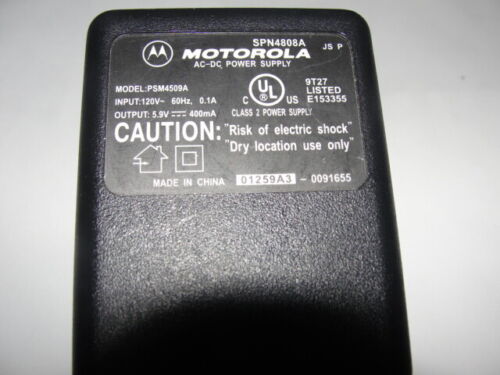 SPN4808A
JS P
MOTOROLA
AC-DC POWER SUPPLY
MODEL:PSM4509A
INPUT:120V~ 60Hz, 0.1A
OUTPUT: 5.9V 400mA
C UL US
9T27
LISTED
E153355
CLASS 2 POWER SUPPLY
CAUTION: "Risk of electric shock"
"Dry location use only"
MADE IN CHINA 01259A3 - 0091655